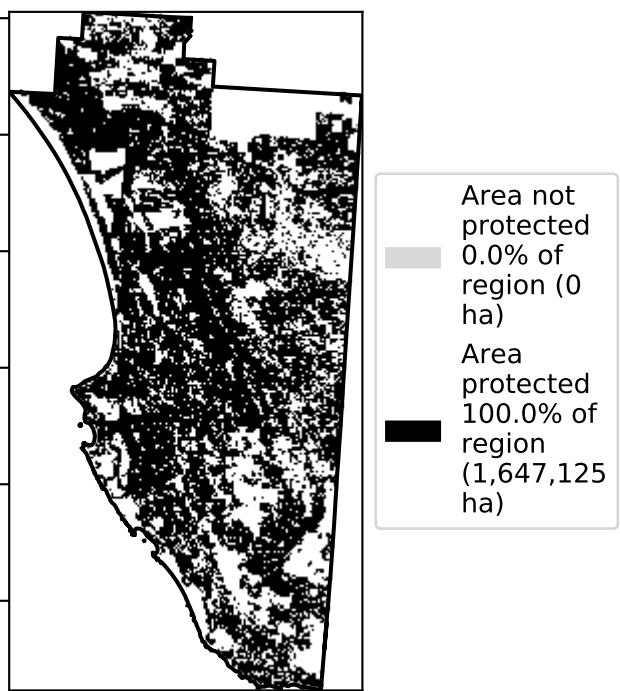 Area not
protected
0.0% of
region (0
ha)
Area
protected
100.0% of
region
(1,647,125
ha)